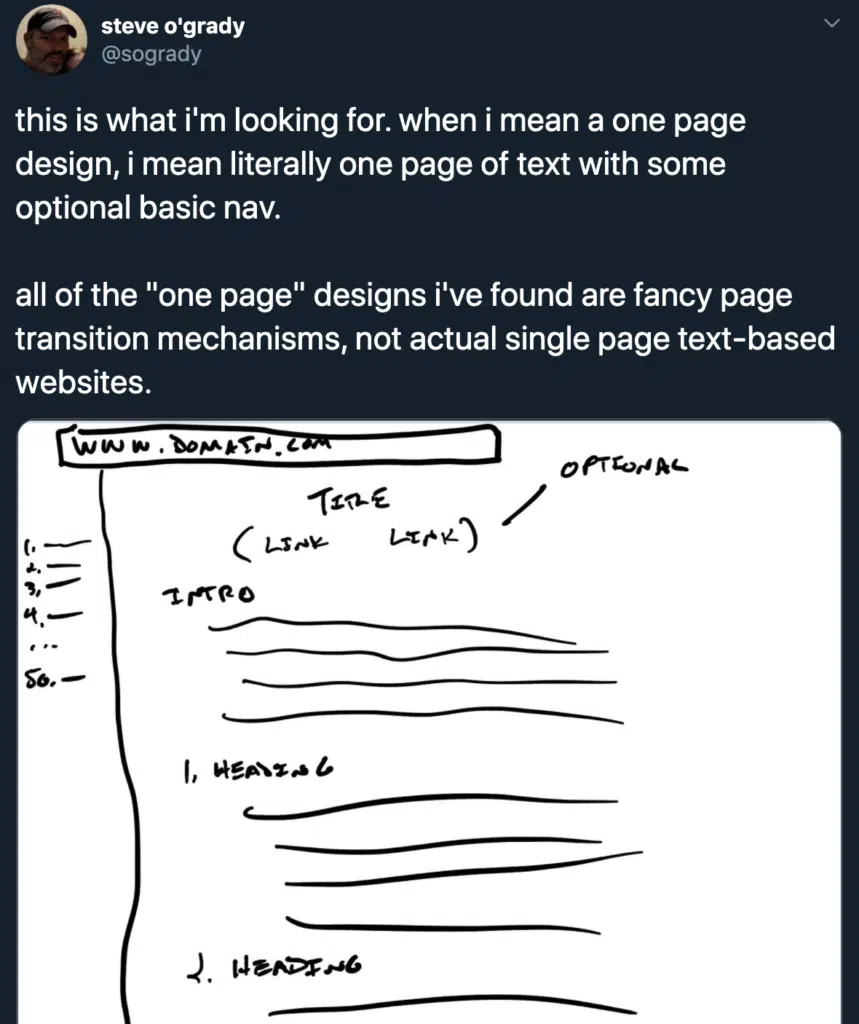 steve o'grady
@sogrady
this is what i'm looking for. when i mean a one page
design, i mean literally one page of text with some
optional basic nav.
all of the "one page" designs i've found are fancy page
transition mechanisms, not actual single page text-based
websites.
WWW.DOMAIN.COM
OPTIONAL
TITLE
(LINK LINK)
1.
2.
3.
4.
...
50.
INTRO
1. HEADING
2. HEADING